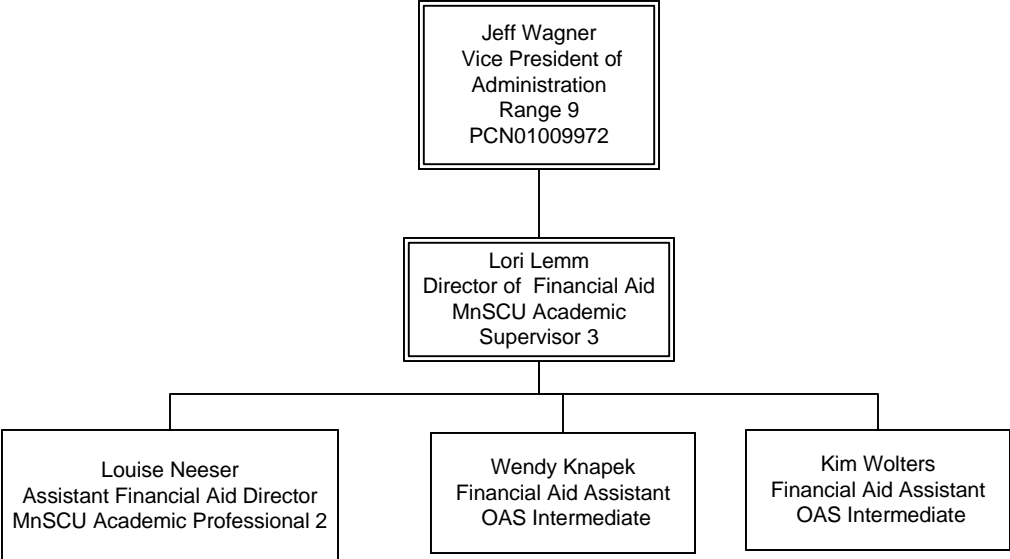 Jeff Wagner
Vice President of
Administration
Range 9
PCN01009972
Lori Lemm
Director of Financial Aid
MnSCU Academic
Supervisor 3
Louise Neeser
Assistant Financial Aid Director
MnSCU Academic Professional 2
Wendy Knapek
Financial Aid Assistant
OAS Intermediate
Kim Wolters
Financial Aid Assistant
OAS Intermediate